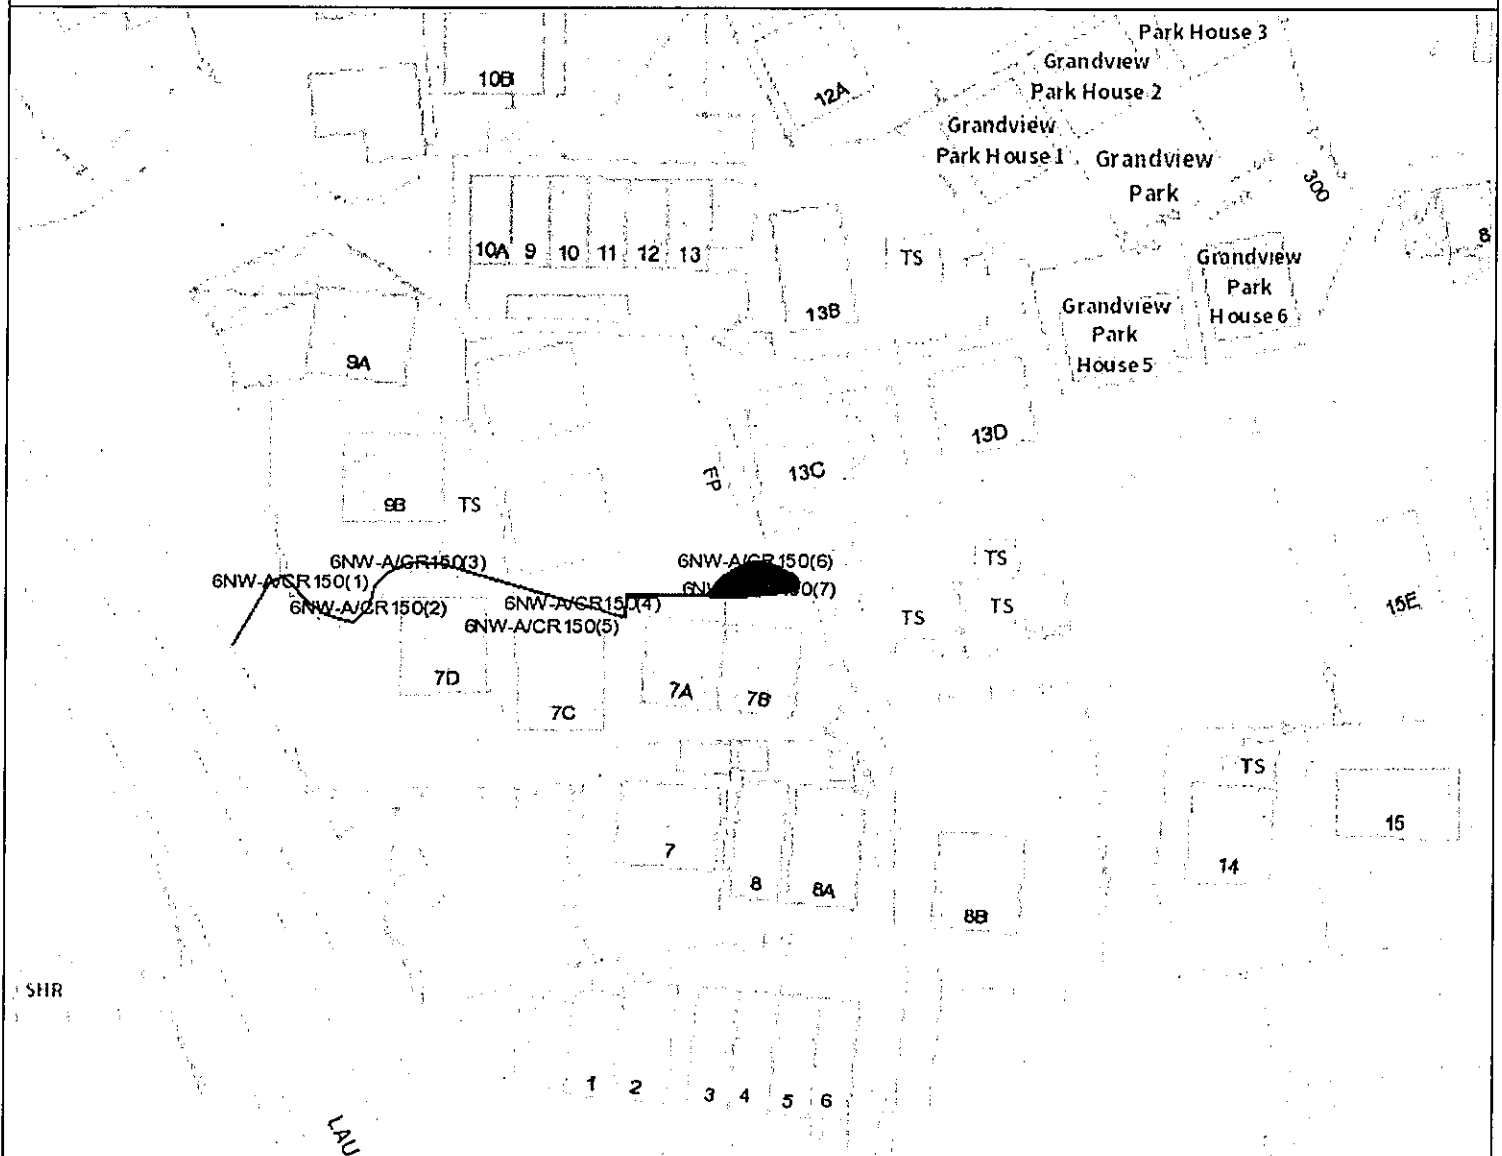 Park House 3
Grandview
Park House 2
10B
12A
Grandview
Park House 1
Grandview
Park
300
10A
9
10
11
12
13
TS
8
Grandview
Park
House 6
13B
Grandview
Park
House 5
9A
13D
13C
FP
9B
TS
6NW-A/CR150(3)
6NW-A/CR150(6)
TS
6NW-A/CR150(1)
6NW-A/CR150(2)
6NW-A/CR150(4)
TS
15E
6NW-A/CR150(5)
TS
7D
7A
7B
7C
TS
15
7
14
8
8A
8B
SHR
1
2
3
4
5
6
LAU